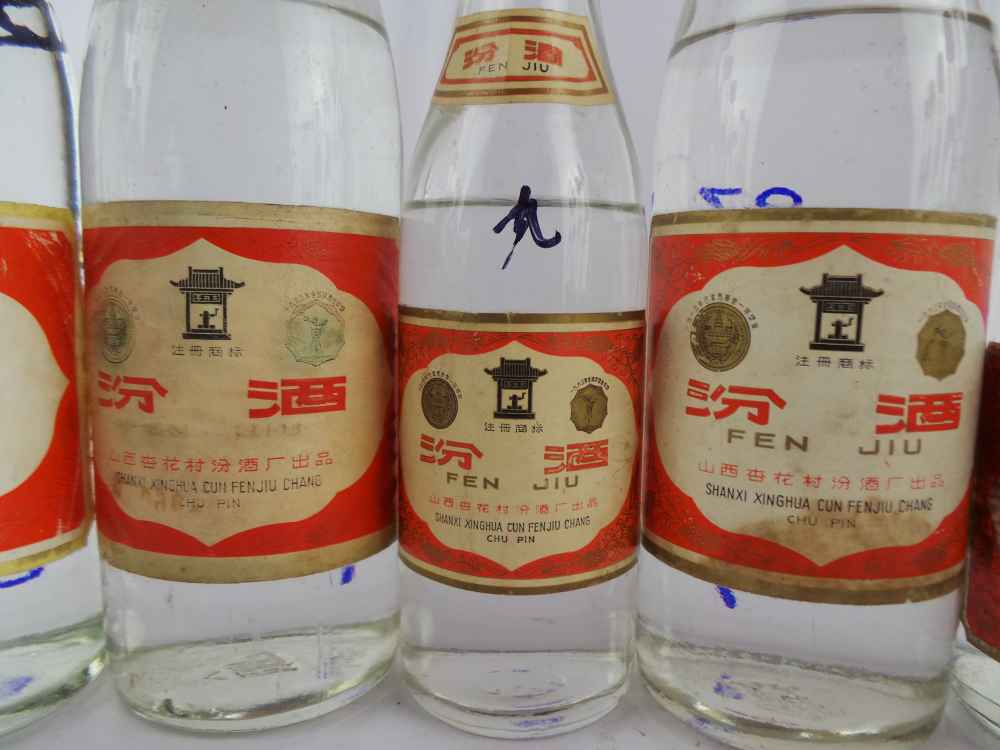 注册商标
汾 酒
山西杏花村汾酒厂出品
SHANXI XINGHUA CUN FENJIU CHANG
CHU PIN
汾 酒
FEN JIU
注册商标
汾 酒
FEN JIU
山西杏花村汾酒厂出品
SHANXI XINGHUA CUN FENJIU CHANG
CHU PIN
注册商标
汾 酒
FEN JIU
山西杏花村汾酒厂出品
SHANXI XINGHUA CUN FENJIU CHANG
CHU PIN